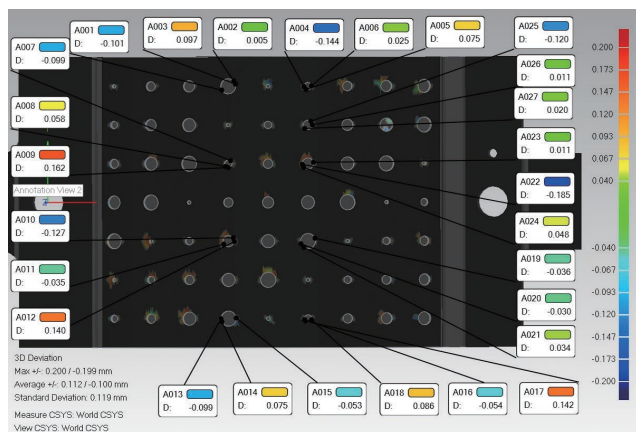 A001
D: -0.101
A003
D: 0.097
A002
D: 0.005
A004
D: -0.144
A006
D: 0.025
A005
D: 0.075
A025
D: -0.120
A007
D: -0.099
A026
D: 0.011
A027
D: 0.020
A008
D: 0.058
A023
D: 0.011
A009
D: 0.162
A022
D: -0.185
Annotation View 2
A010
D: -0.127
A024
D: 0.048
A011
D: -0.035
A019
D: -0.036
A012
D: 0.140
A020
D: -0.030
A021
D: 0.034
A013
D: -0.099
A014
D: 0.075
A015
D: -0.053
A018
D: 0.086
A016
D: -0.054
A017
D: 0.142
0.200
0.173
0.147
0.120
0.093
0.067
0.040
-0.040
-0.067
-0.093
-0.120
-0.147
-0.173
-0.200
3D Deviation
Max +/-: 0.200 / -0.199 mm
Average +/-: 0.112 / -0.100 mm
Standard Deviation: 0.119 mm
Measure CSYS: World CSYS
View CSYS: World CSYS